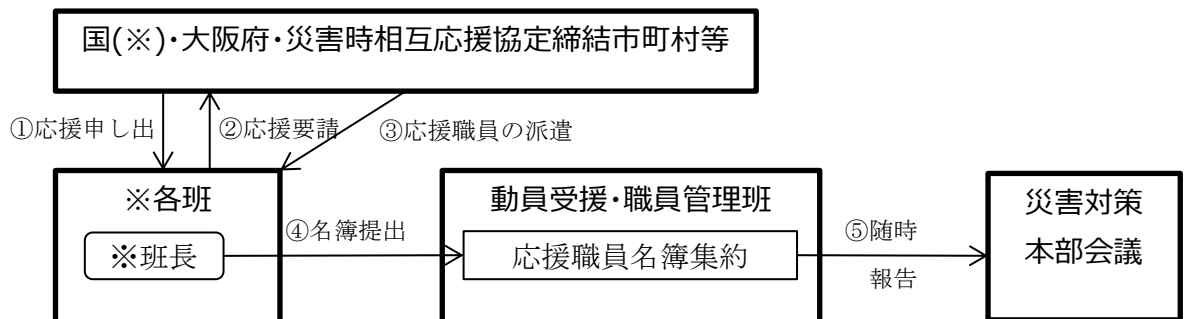 国(※)・大阪府・災害時相互応援協定締結市町村等
①応援申し出
②応援要請
③応援職員の派遣
※各班
※班長
④名簿提出
動員受援・職員管理班
応援職員名簿集約
⑤随時
報告
災害対策
本部会議